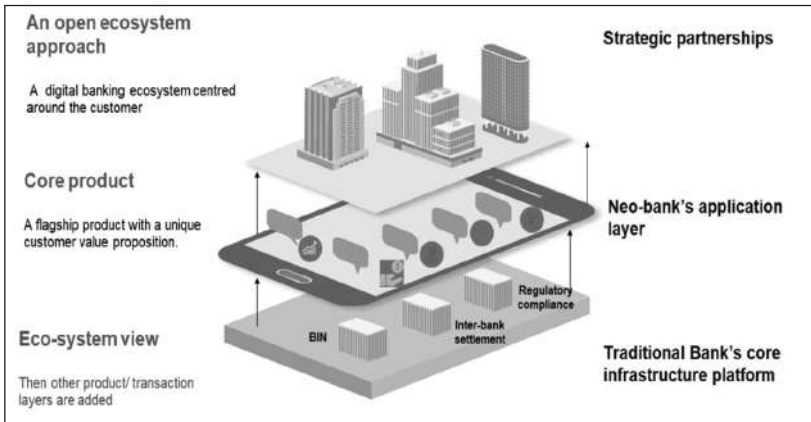 An open ecosystem
approach
A digital banking ecosystem centred
around the customer
Strategic partnerships
Core product
A flagship product with a unique
customer value proposition.
Neo-bank's application
layer
Regulatory
compliance
Inter-bank
settlement
BIN
Eco-system view
Then other product/ transaction
layers are added
Traditional Bank's core
infrastructure platform